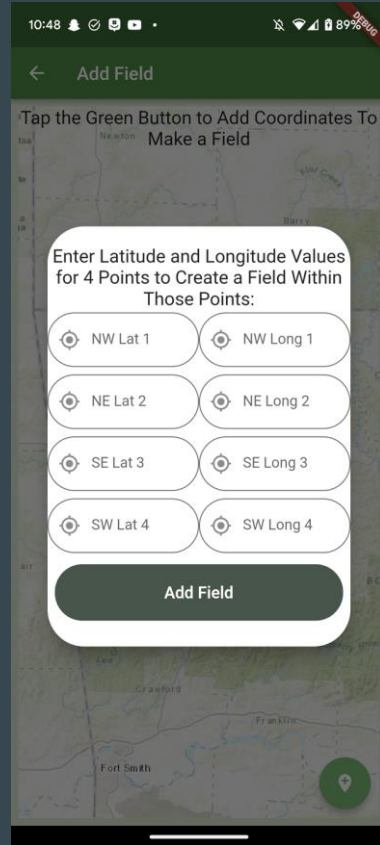 10:48
89%
DEBUG
Add Field
Tap the Green Button to Add Coordinates To
Make a Field
Newton
Barry
Enter Latitude and Longitude Values
for 4 Points to Create a Field Within
Those Points:
NW Lat 1
NW Long 1
NE Lat 2
NE Long 2
SE Lat 3
SE Long 3
SW Lat 4
SW Long 4
Add Field
Crawford
Franklin
Fort Smith